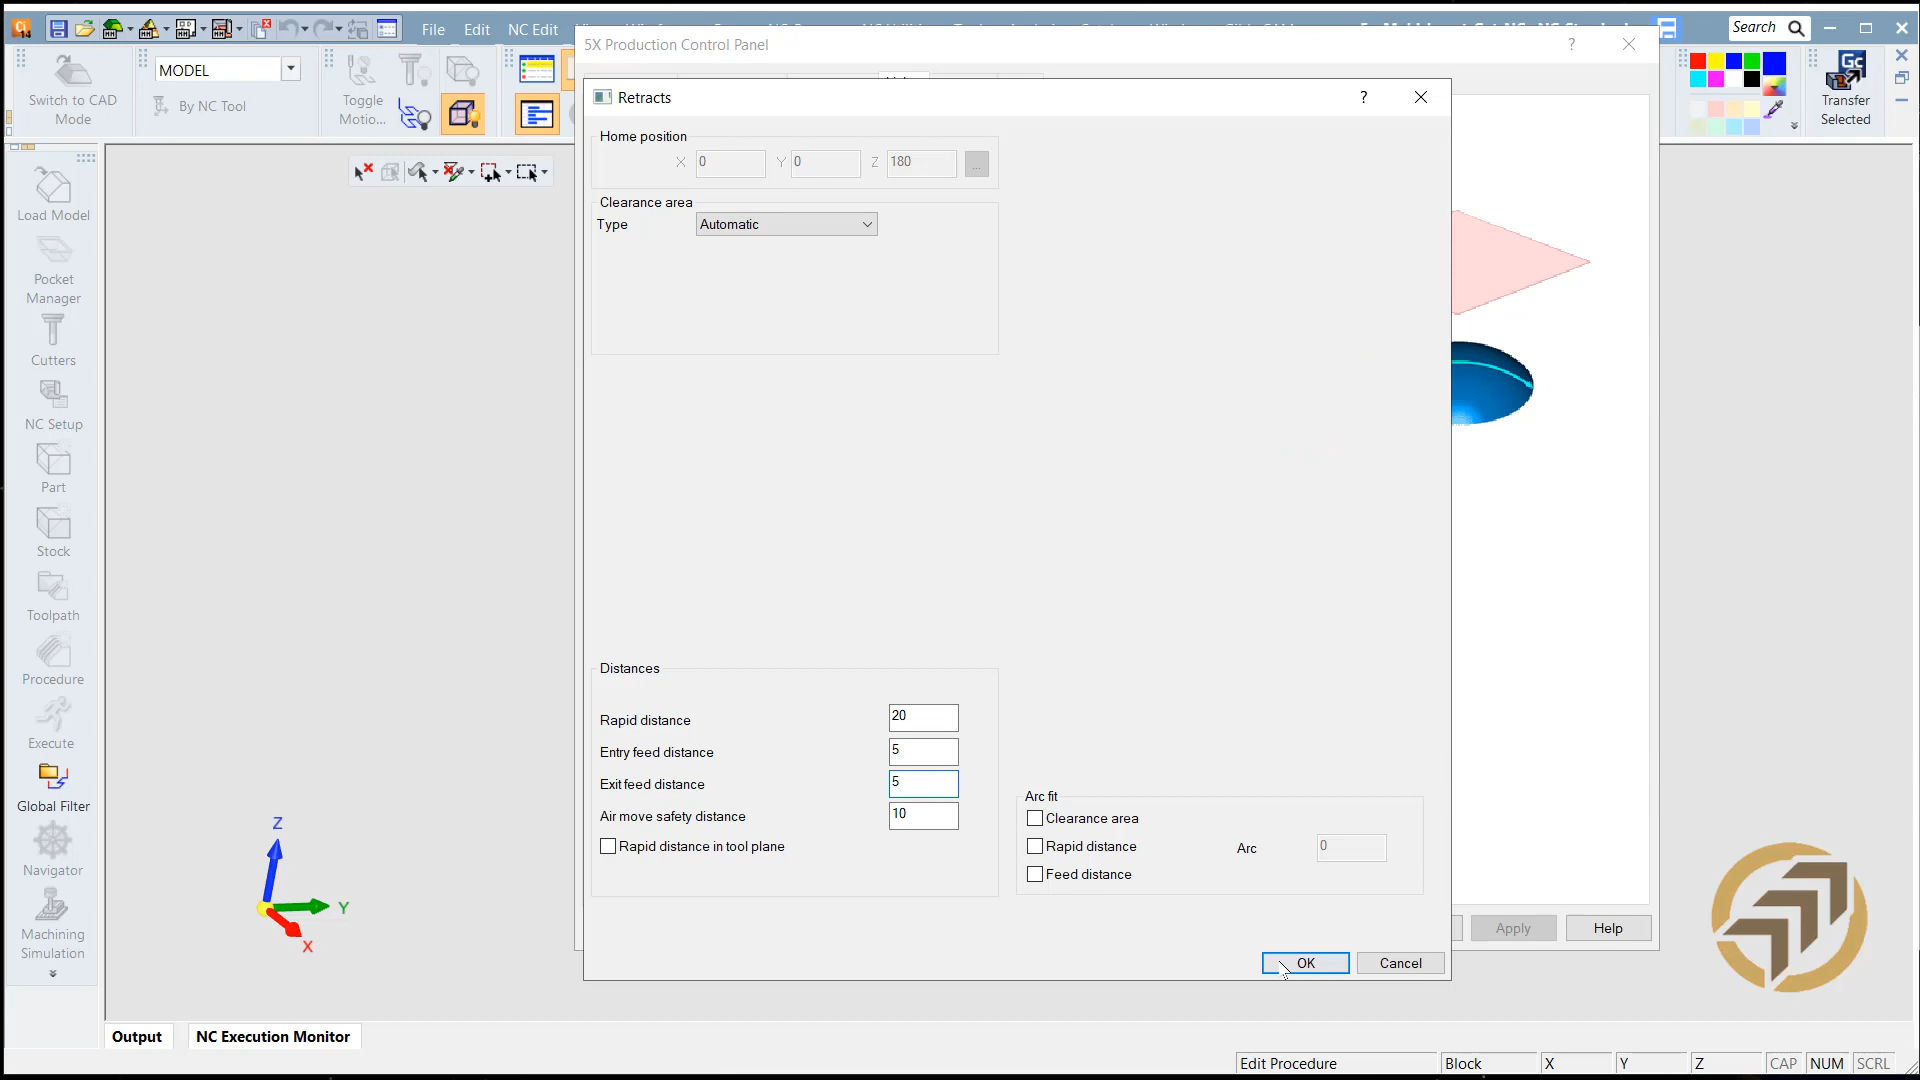 File Edit NC Edit
Search
5X Production Control Panel ?
MODEL
By NC Tool
Switch to CAD
Mode
Toggle
Motio...
Gc
Transfer
Selected
Retracts ?
Home position
X 0 Y 0 Z 180 ...
Clearance area
Type Automatic
Load Model
Pocket
Manager
Cutters
NC Setup
Part
Stock
Toolpath
Procedure
Execute
Global Filter
Navigator
Machining
Simulation
Distances
Rapid distance 20
Entry feed distance 5
Exit feed distance 5
Air move safety distance 10
Rapid distance in tool plane
Arc fit
Clearance area
Rapid distance Arc 0
Feed distance
Z
Y
X
Apply Help
OK Cancel
Output NC Execution Monitor
Edit Procedure Block X Y Z CAP NUM SCRL